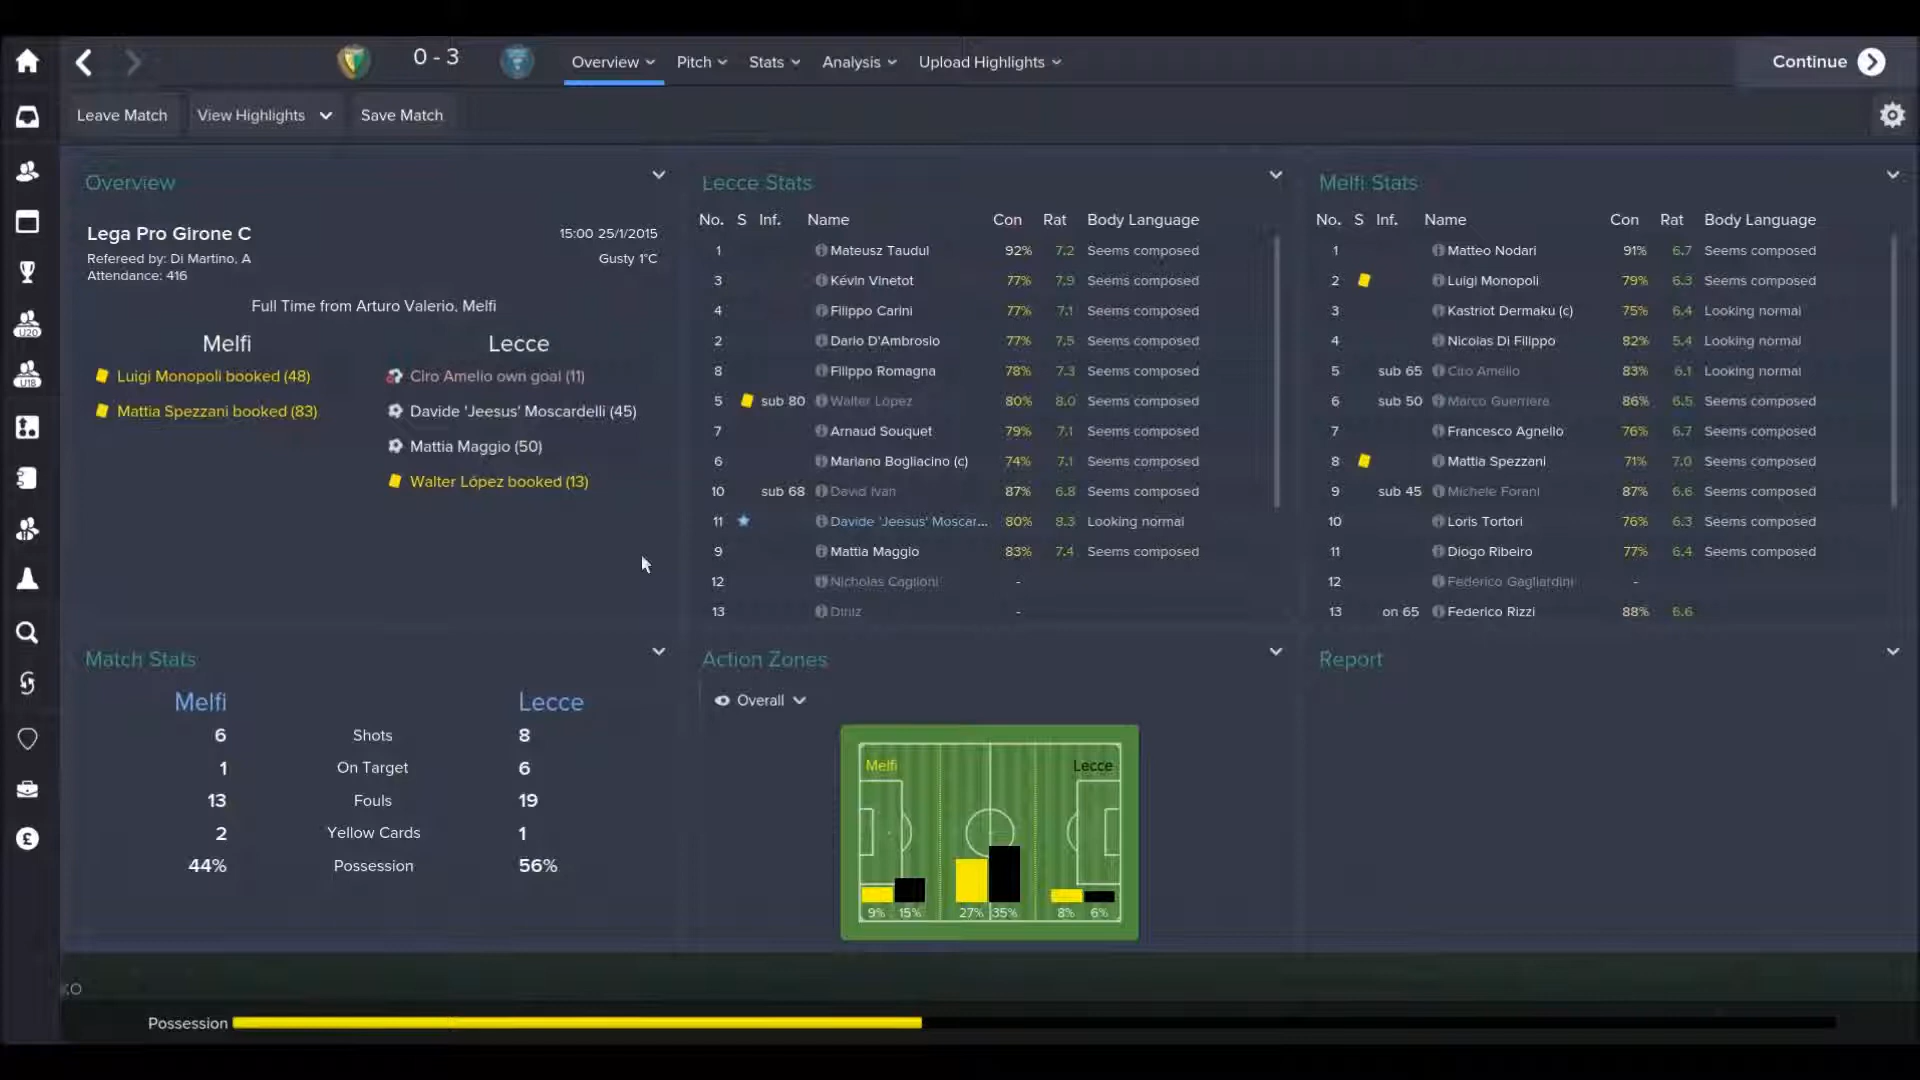 0 - 3
Overview Pitch Stats Analysis Upload Highlights Continue
Leave Match View Highlights Save Match
Overview
Lega Pro Girone C 15:00 25/1/2015
Refereed by: Di Martino, A Gusty 1°C
Attendance: 416
Full Time from Arturo Valerio, Melfi
Melfi Lecce
Luigi Monopoli booked (48) Ciro Amelio own goal (11)
Mattia Spezzani booked (83) Davide 'Jeesus' Moscardelli (45)
Mattia Maggio (50)
Walter López booked (13)
Lecce Stats
No. S Inf. Name Con Rat Body Language
1 Mateusz Taudul 92% 7.2 Seems composed
3 Kévin Vinetot 77% 7.9 Seems composed
4 Filippo Carini 77% 7.1 Seems composed
2 Dario D'Ambrosio 77% 7.5 Seems composed
8 Filippo Romagna 78% 7.3 Seems composed
5 sub 80 Walter López 80% 8.0 Seems composed
7 Arnaud Souquet 79% 7.1 Seems composed
6 Mariano Bogliacino (c) 74% 7.1 Seems composed
10 sub 68 David Ivan 87% 6.8 Seems composed
11 Davide 'Jeesus' Moscar... 80% 8.3 Looking normal
9 Mattia Maggio 83% 7.4 Seems composed
12 Nicholas Caglioni -
13 Diniz -
Melfi Stats
No. S Inf. Name Con Rat Body Language
1 Matteo Nodari 91% 6.7 Seems composed
2 Luigi Monopoli 79% 6.3 Seems composed
3 Kastriot Dermaku (c) 75% 6.4 Looking normal
4 Nicolas Di Filippo 82% 5.4 Looking normal
5 sub 65 Ciro Amelio 83% 6.1 Looking normal
6 sub 50 Marco Guerriera 86% 6.5 Seems composed
7 Francesco Agnello 76% 6.7 Seems composed
8 Mattia Spezzani 71% 7.0 Seems composed
9 sub 45 Michele Forani 87% 6.6 Seems composed
10 Loris Tortori 76% 6.3 Seems composed
11 Diogo Ribeiro 77% 6.4 Seems composed
12 Federico Gagliardini -
13 on 65 Federico Rizzi 88% 6.6
Match Stats
Melfi Lecce
6 Shots 8
1 On Target 6
13 Fouls 19
2 Yellow Cards 1
44% Possession 56%
Action Zones
Overall
Melfi Lecce
9% 15% 27% 35% 8% 6%
Report
U20
U18
KO
Possession